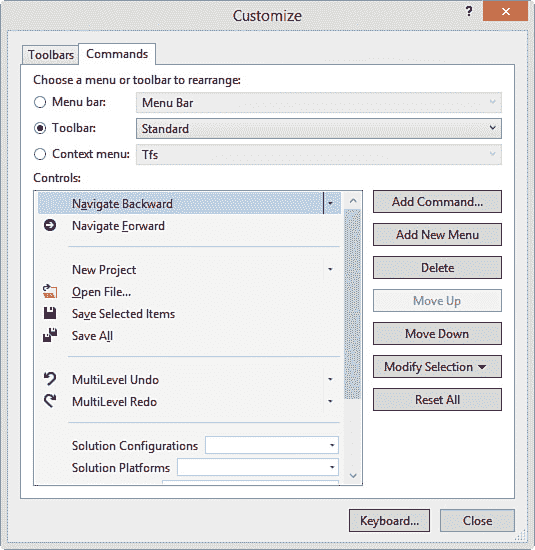 Customize
Toolbars
Commands
Choose a menu or toolbar to rearrange:
Menu bar:
Menu Bar
Toolbar:
Standard
Context menu:
Tfs
Controls:
Navigate Backward
Add Command...
Navigate Forward
Add New Menu
New Project
Delete
Open File...
Move Up
Save Selected Items
Save All
Move Down
MultiLevel Undo
Modify Selection
MultiLevel Redo
Reset All
Solution Configurations
Solution Platforms
Keyboard...
Close